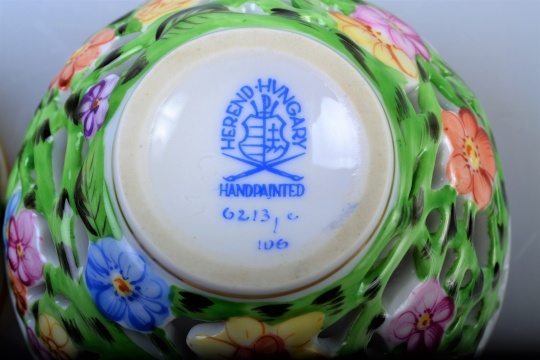 HEREND·HUNGARY
HANDPAINTED
6213, C
106